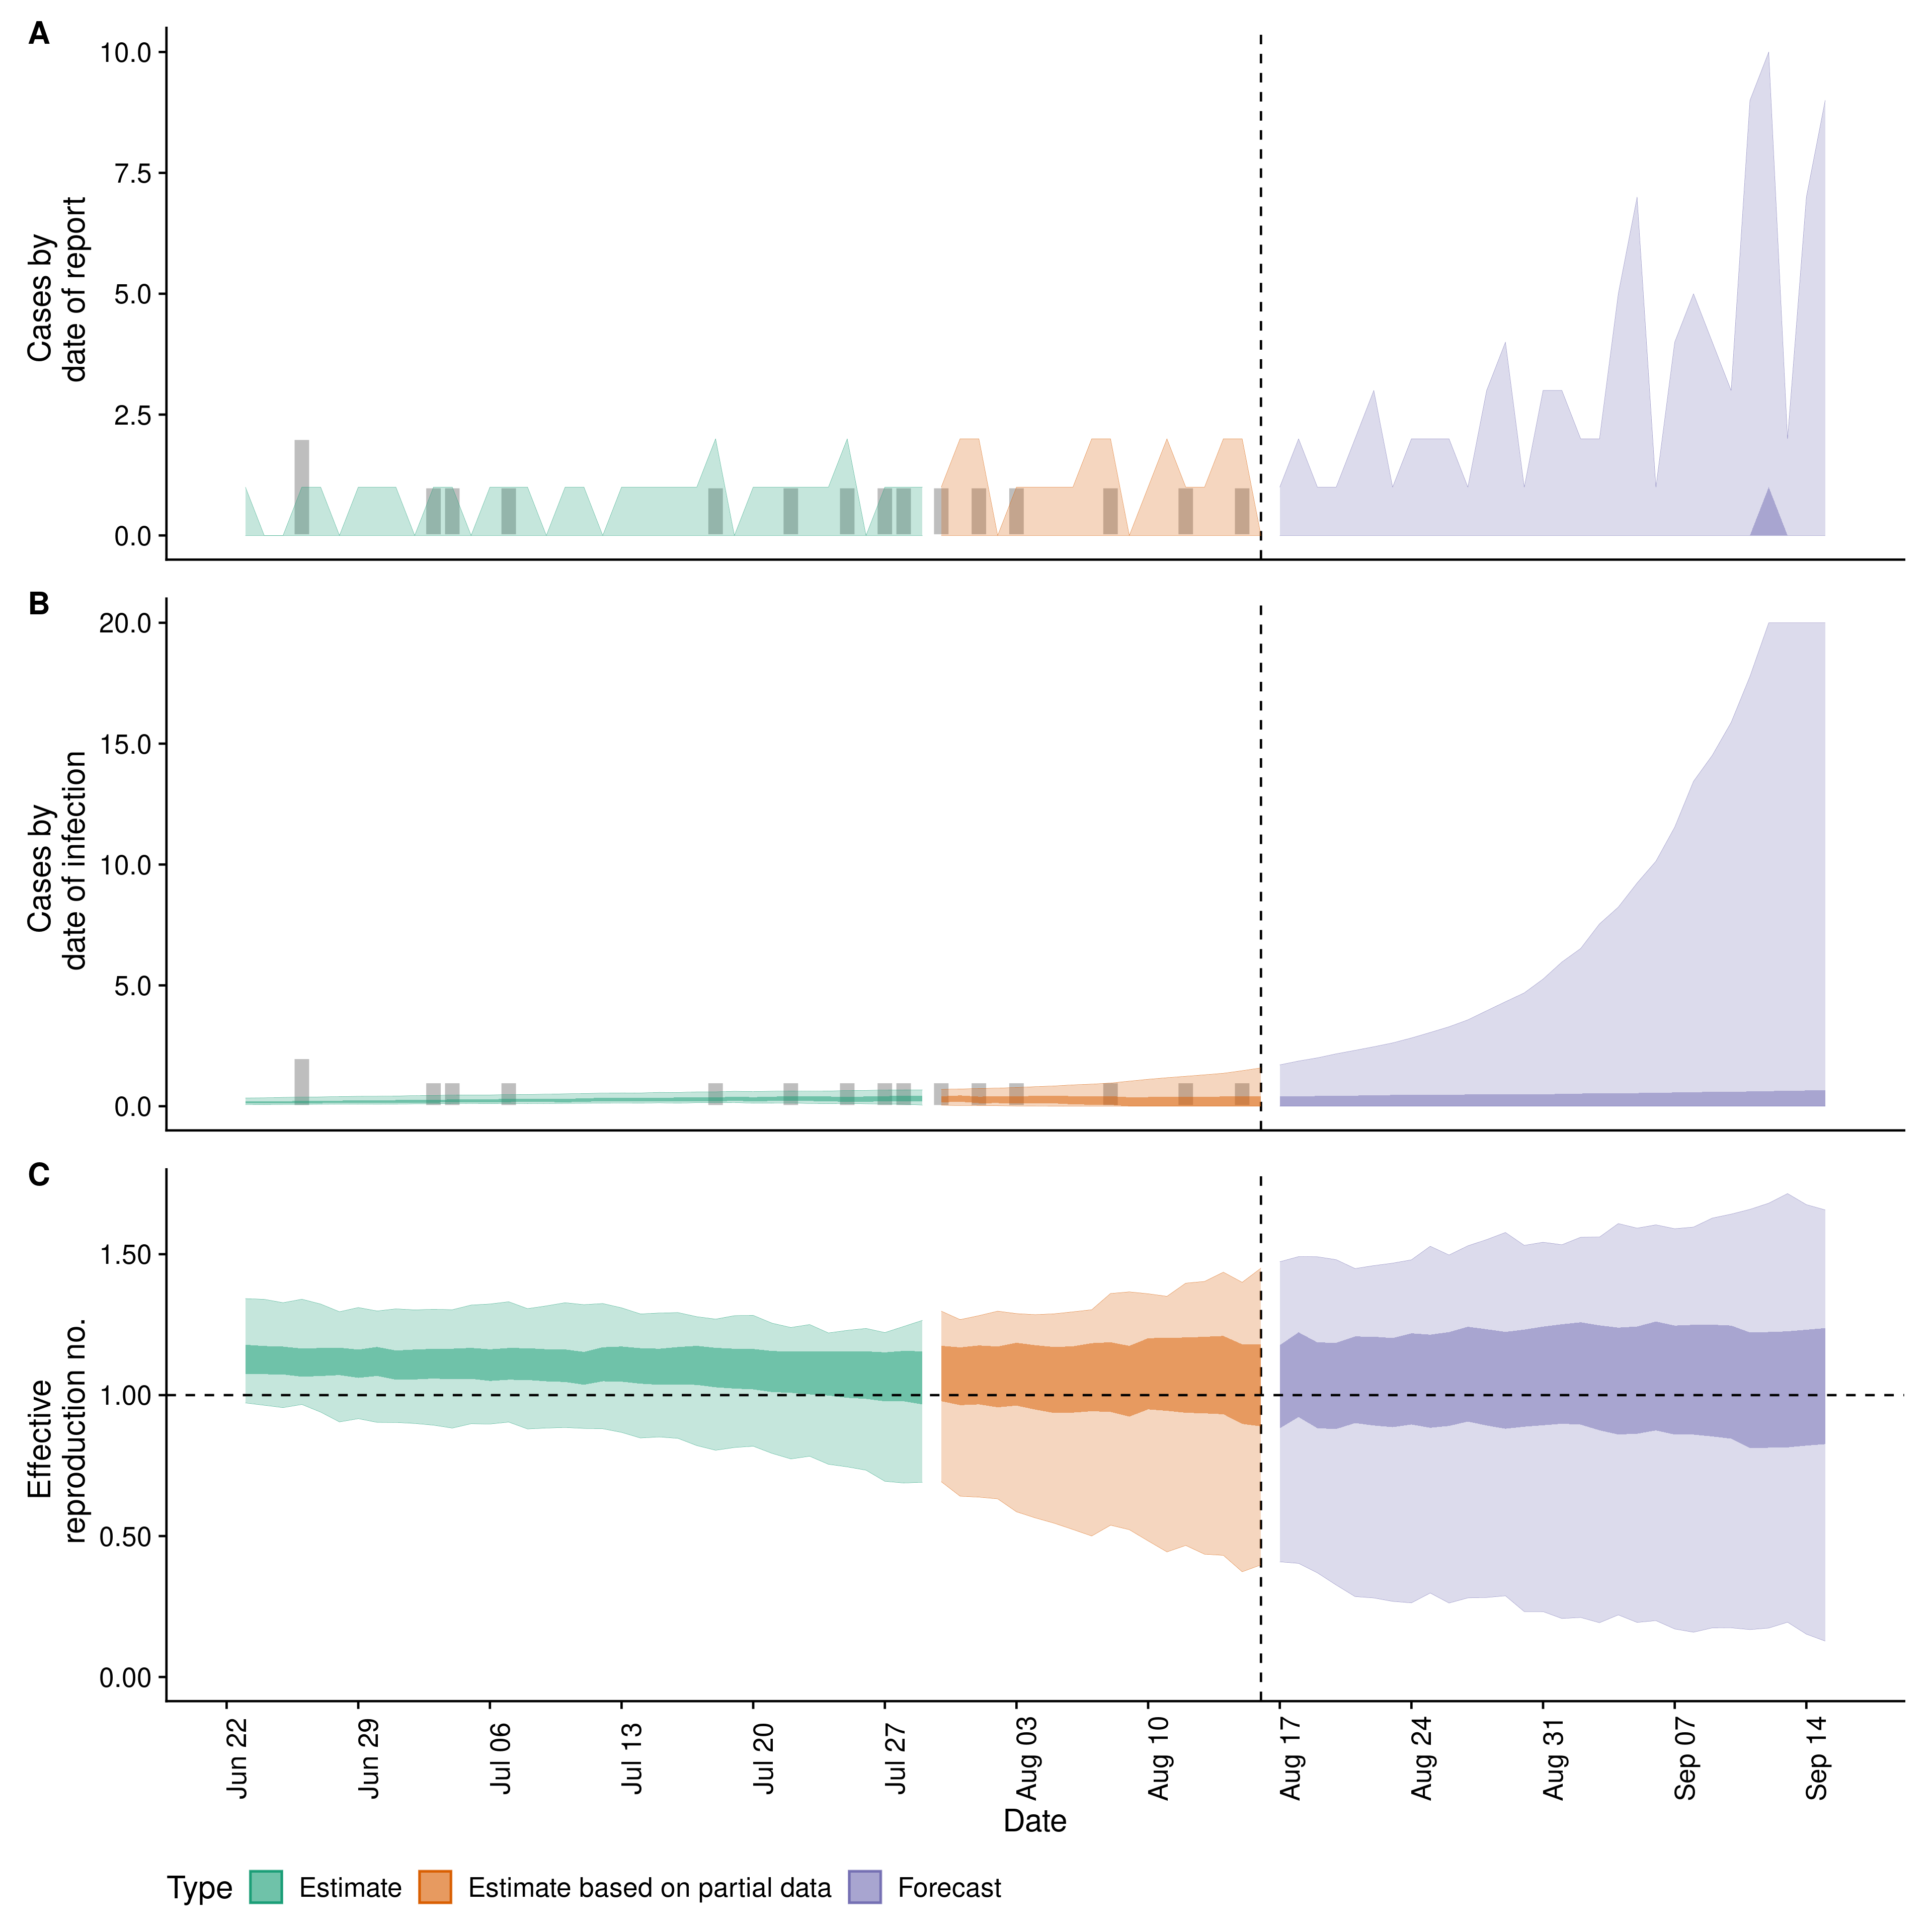 A
Cases by
date of report
10.0
7.5
5.0
2.5
0.0
B
Cases by
date of infection
20.0
15.0
10.0
5.0
0.0
C
Effective
reproduction no.
1.50
1.00
0.50
0.00
Jun 22
Jun 29
Jul 06
Jul 13
Jul 20
Jul 27
Aug 03
Aug 10
Aug 17
Aug 24
Aug 31
Sep 07
Sep 14
Date
Type Estimate Estimate based on partial data Forecast